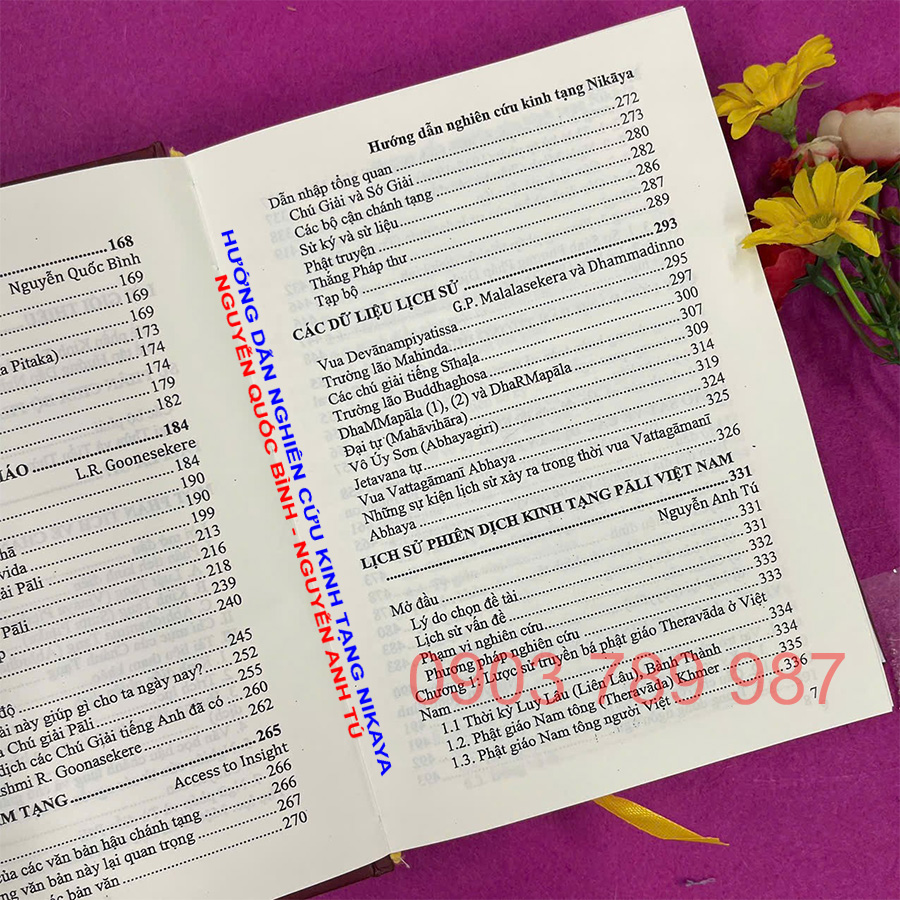 168
Nguyễn Quốc Bình
169
169
169
173
a Pitaka) 174
174
179
182
ÁO 184
L.R. Goonesekere
184
190
190
hā 199
vida 213
ải Pāli 216
218
Pāli 239
240
245
độ 252
ải này giúp gì cho ta ngày nay? 255
Chú giải Pāli 260
dịch các Chú Giải tiếng Anh đã có 262
shmi R. Goonasekere
265
M TẠNG
Access to Insight
266
266
của các văn bản hậu chánh tạng 267
ng văn bản này lại quan trọng 270
ốc bản văn
HƯỚNG DẪN NGHIÊN CỨU KINH TẠNG NIKAYA
NGUYỄN QUỐC BÌNH - NGUYỄN ANH TÚ
Hướng dẫn nghiên cứu kinh tạng Nikāya
Dẫn nhập tổng quan 272
Chú Giải và Sớ Giải 273
Các bộ cận chánh tạng 280
Sử ký và sử liệu 282
Phật truyện 286
Thắng Pháp thư 287
Tạp bộ 289
CÁC DỮ LIỆU LỊCH SỬ 293
G.P. Malalasekera và Dhammadinno
Vua Devānampiyatissa 295
Trưởng lão Mahinda 297
Các chú giải tiếng Sīhaḷa 300
Trưởng lão Buddhaghosa 307
DhaMMapāla (1), (2) và DhaRMapāla 309
Đại tự (Mahāvihāra) 314
Vô Úy Sơn (Abhayagiri) 319
Jetavana tự 324
Vua Vattagāmanī Abhaya 325
Những sự kiện lịch sử xảy ra trong thời vua Vattagāmanī
Abhaya 326
LỊCH SỬ PHIÊN DỊCH KINH TẠNG PĀLI VIỆT NAM
331
Nguyễn Anh Tú
Mở đầu 331
Lý do chọn đề tài 331
Lịch sử vấn đề 332
Phạm vi nghiên cứu 333
Phương pháp nghiên cứu 333
Chương 1: Lược sử truyền bá phật giáo Theravāda ở Việt
Nam 334
1.1 Thời kỳ Luy Lâu (Liên Lâu) Bành Thành 334
1.2. Phật giáo Nam tông (Theravāda) Khmer 336
1.3. Phật giáo Nam tông người Việt
7
0903 789 987